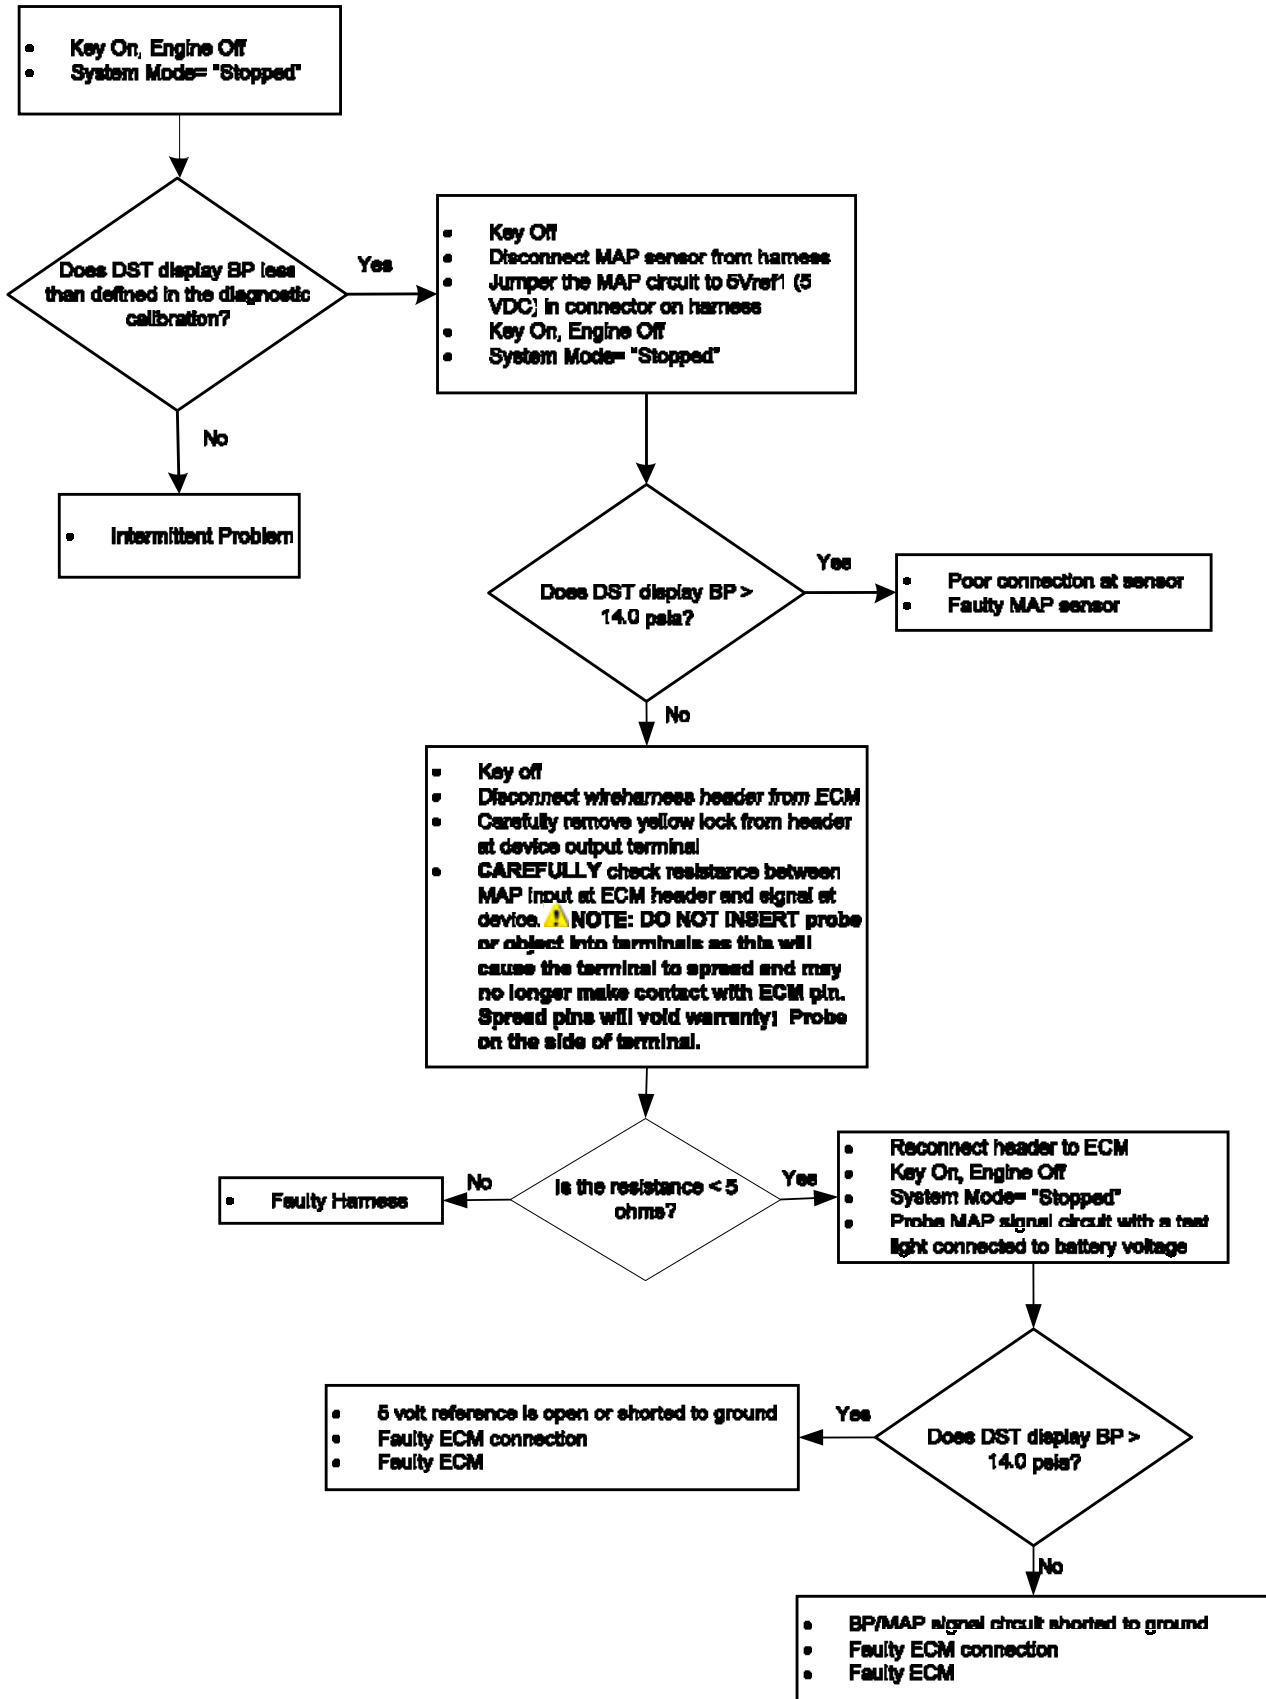 • Key On, Engine Off
• System Mode= "Stopped"
Does DST display BP less
than defined in the diagnostic
calibration?
Yes
• Key Off
• Disconnect MAP sensor from harness
• Jumper the MAP circuit to 5Vref1 (5
VDC) in connector on harness
• Key On, Engine Off
• System Mode= "Stopped"
No
• Intermittent Problem
Does DST display BP >
14.0 psia?
Yes
• Poor connection at sensor
• Faulty MAP sensor
No
• Key off
• Disconnect wireharness header from ECM
• Carefully remove yellow lock from header
at device output terminal
• CAREFULLY check resistance between
MAP input at ECM header and signal at
device. NOTE: DO NOT INSERT probe
or object into terminals as this will
cause the terminal to spread and may
no longer make contact with ECM pin.
Spread pins will void warranty! Probe
on the side of terminal.
Is the resistance < 5
ohms?
No
• Faulty Harness
Yes
• Reconnect header to ECM
• Key On, Engine Off
• System Mode= "Stopped"
• Probe MAP signal circuit with a test
light connected to battery voltage
Does DST display BP >
14.0 psia?
Yes
• 5 volt reference is open or shorted to ground
• Faulty ECM connection
• Faulty ECM
No
• BP/MAP signal circuit shorted to ground
• Faulty ECM connection
• Faulty ECM